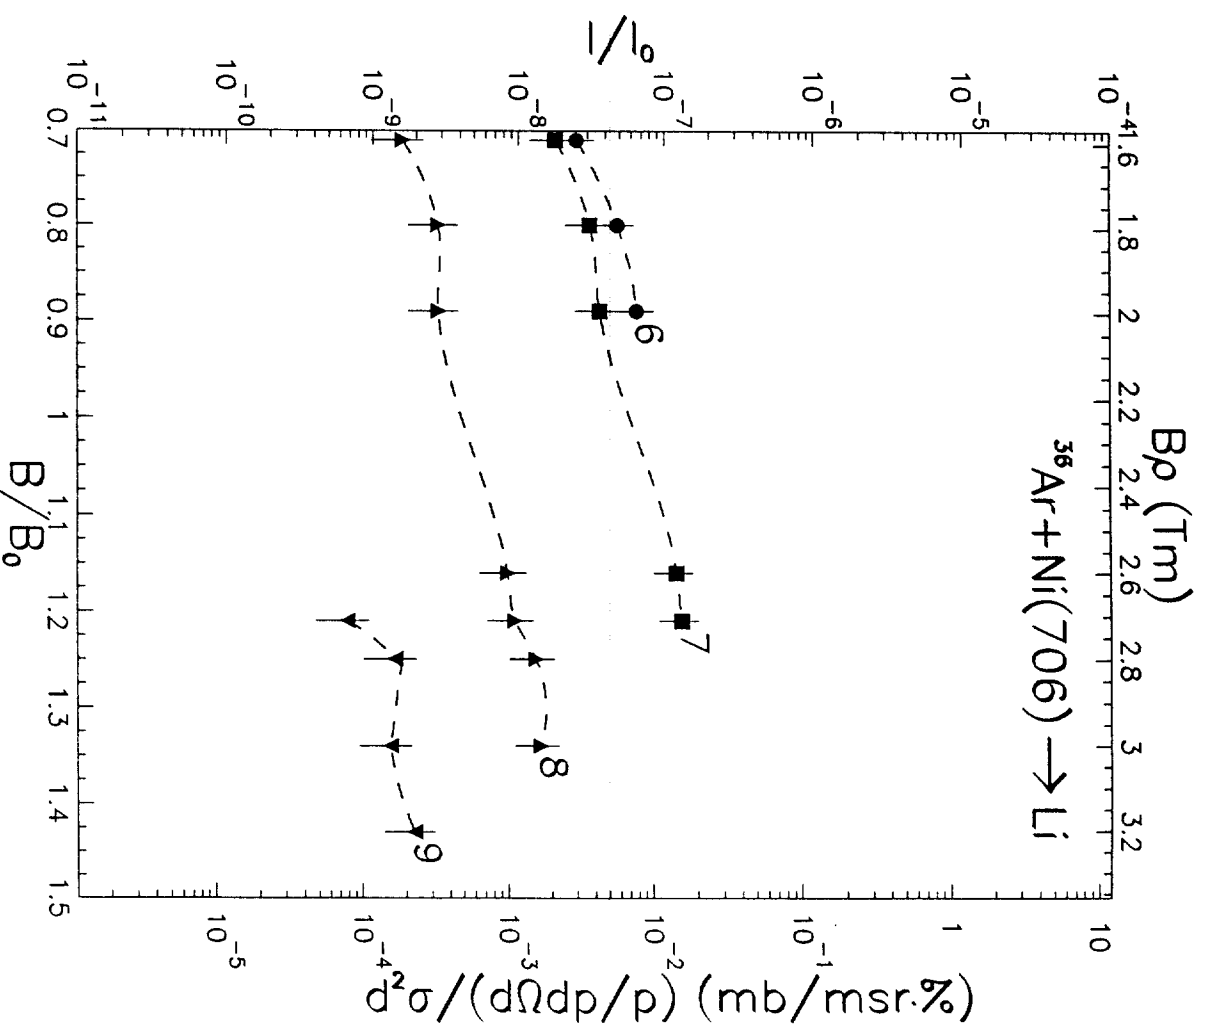 Bρ (Tm)
1.6 1.8 2 2.2 2.4 2.6 2.8 3 3.2
³⁶Ar+Ni(706) → Li
I/I₀
10⁻⁴
10⁻⁵
10⁻⁶
10⁻⁷
10⁻⁸
10⁻⁹
10⁻¹⁰
10⁻¹¹
6
7
8
9
10
1
10⁻¹
10⁻²
10⁻³
10⁻⁴
10⁻⁵
d²σ/(dΩdp/p) (mb/msr.%)
0.7 0.8 0.9 1 1.1 1.2 1.3 1.4 1.5
B/B₀